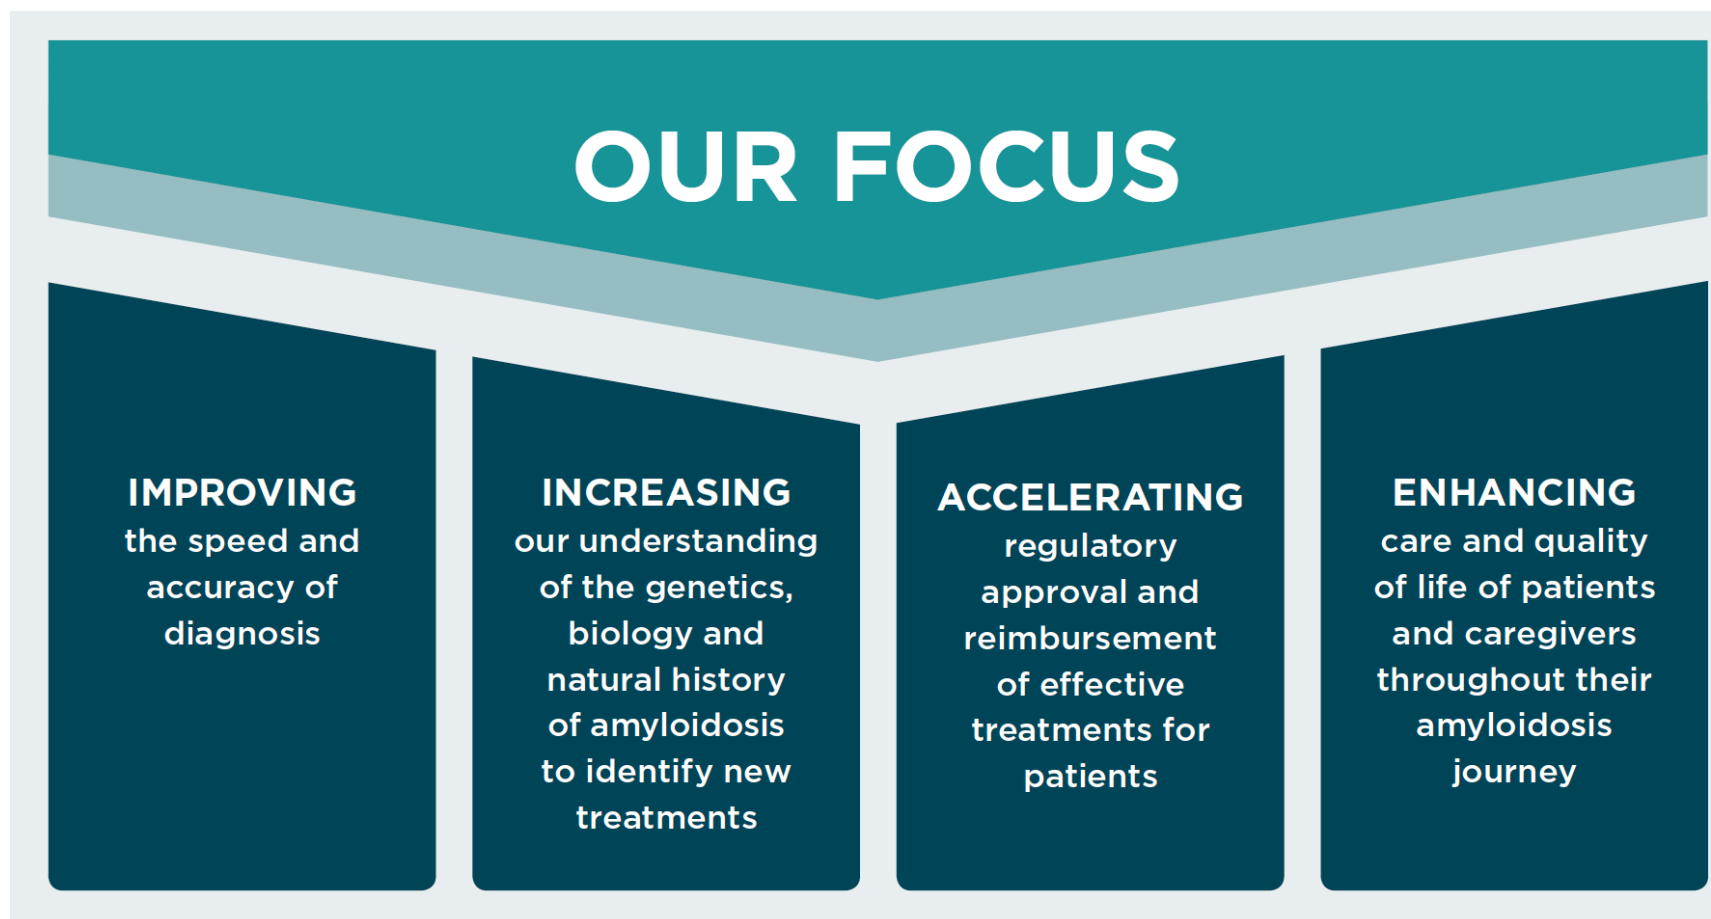 OUR FOCUS
IMPROVING
the speed and
accuracy of
diagnosis
INCREASING
our understanding
of the genetics,
biology and
natural history
of amyloidosis
to identify new
treatments
ACCELERATING
regulatory
approval and
reimbursement
of effective
treatments for
patients
ENHANCING
care and quality
of life of patients
and caregivers
throughout their
amyloidosis
journey